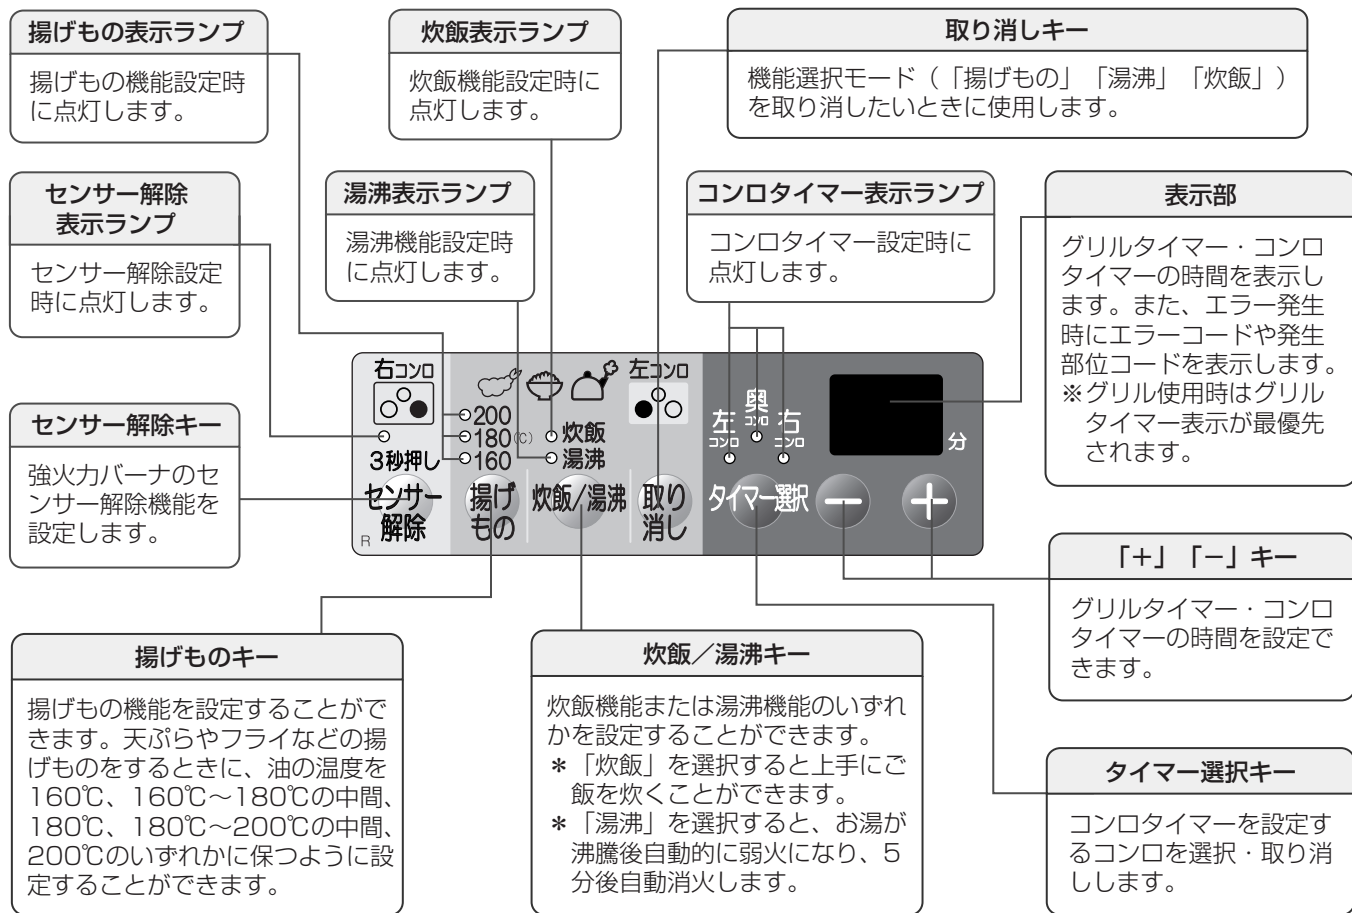 揚げもの表示ランプ
揚げもの機能設定時
に点灯します。
炊飯表示ランプ
炊飯機能設定時に
点灯します。
取り消しキー
機能選択モード（「揚げもの」「湯沸」「炊飯」）
を取り消したいときに使用します。
センサー解除
表示ランプ
センサー解除設定
時に点灯します。
湯沸表示ランプ
湯沸機能設定時
に点灯します。
コンロタイマー表示ランプ
コンロタイマー設定時に
点灯します。
表示部
グリルタイマー・コンロ
タイマーの時間を表示し
ます。また、エラー発生
時にエラーコードや発生
部位コードを表示します。
※グリル使用時はグリル
タイマー表示が最優先
されます。
センサー解除キー
強火力バーナのセ
ンサー解除機能を
設定します。
右コンロ
3秒押し
センサー
解除
R
200
180(℃)
160
揚げ
もの
炊飯
湯沸
炊飯/湯沸
左コンロ
取り
消し
左コンロ
奥コンロ
右コンロ
タイマー選択
−
＋
分
「＋」「－」キー
グリルタイマー・コンロ
タイマーの時間を設定で
きます。
揚げものキー
揚げもの機能を設定することがで
きます。天ぷらやフライなどの揚
げものをするときに、油の温度を
160℃、160℃～180℃の中間、
180℃、180℃～200℃の中間、
200℃のいずれかに保つように設
定することができます。
炊飯／湯沸キー
炊飯機能または湯沸機能のいずれ
かを設定することができます。
＊「炊飯」を選択すると上手にご
飯を炊くことができます。
＊「湯沸」を選択すると、お湯が
沸騰後自動的に弱火になり、5
分後自動消火します。
タイマー選択キー
コンロタイマーを設定す
るコンロを選択・取り消
しします。